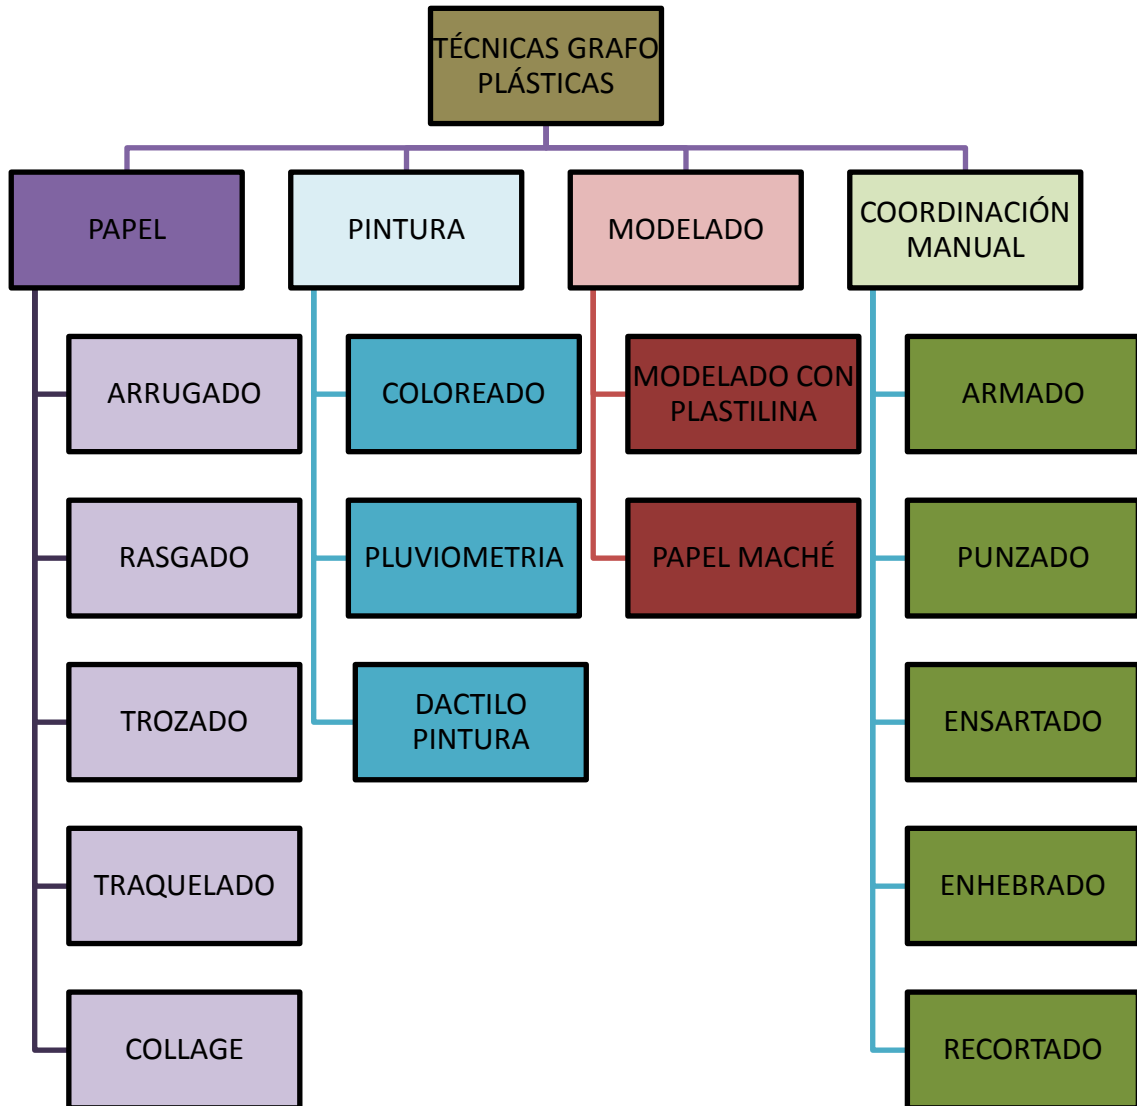 TÉCNICAS GRAFO
PLÁSTICAS
PAPEL
PINTURA
MODELADO
COORDINACIÓN
MANUAL
ARRUGADO
COLOREADO
MODELADO CON
PLASTILINA
ARMADO
RASGADO
PLUVIOMETRIA
PAPEL MACHÉ
PUNZADO
TROZADO
DACTILO
PINTURA
ENSARTADO
TRAQUELADO
ENHEBRADO
COLLAGE
RECORTADO